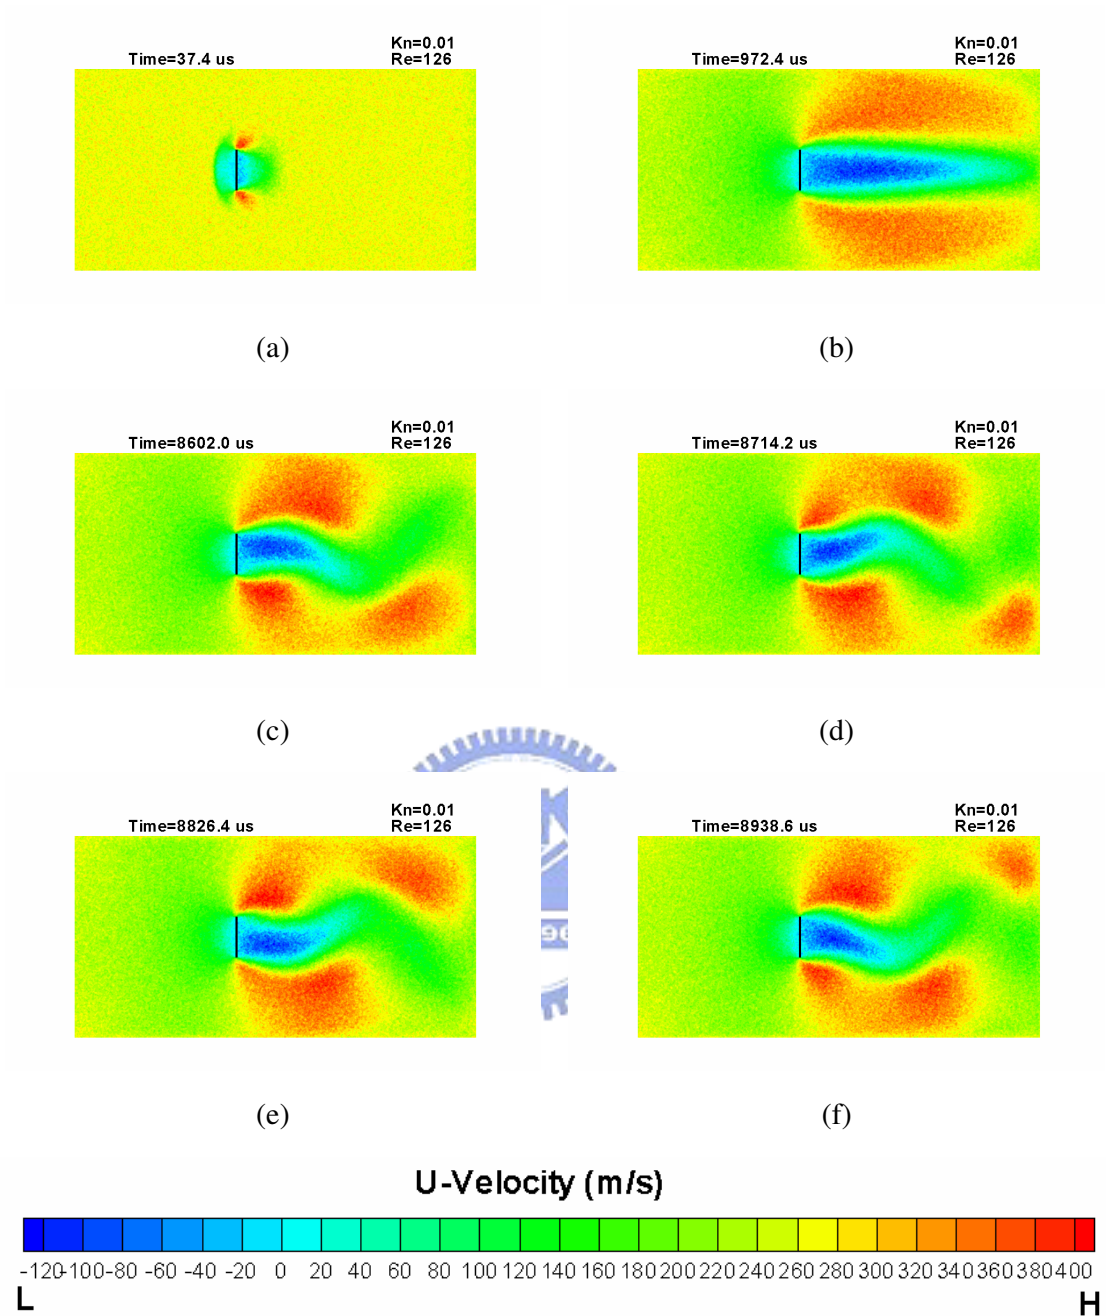 Time=37.4 us
Kn=0.01
Re=126
Time=972.4 us
Kn=0.01
Re=126
(a)
(b)
Time=8602.0 us
Kn=0.01
Re=126
Time=8714.2 us
Kn=0.01
Re=126
(c)
(d)
Time=8826.4 us
Kn=0.01
Re=126
Time=8938.6 us
Kn=0.01
Re=126
96
(e)
(f)
U-Velocity (m/s)
-120 -100 -80 -60 -40 -20 0 20 40 60 80 100 120 140 160 180 200 220 240 260 280 300 320 340 360 380 400
L H